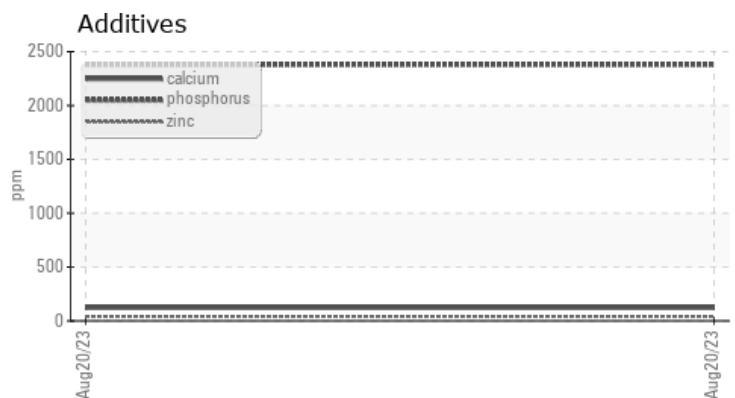 Additives
2500
2000
1500
1000
500
0
ppm
calcium
phosphorus
zinc
Aug20/23
Aug20/23